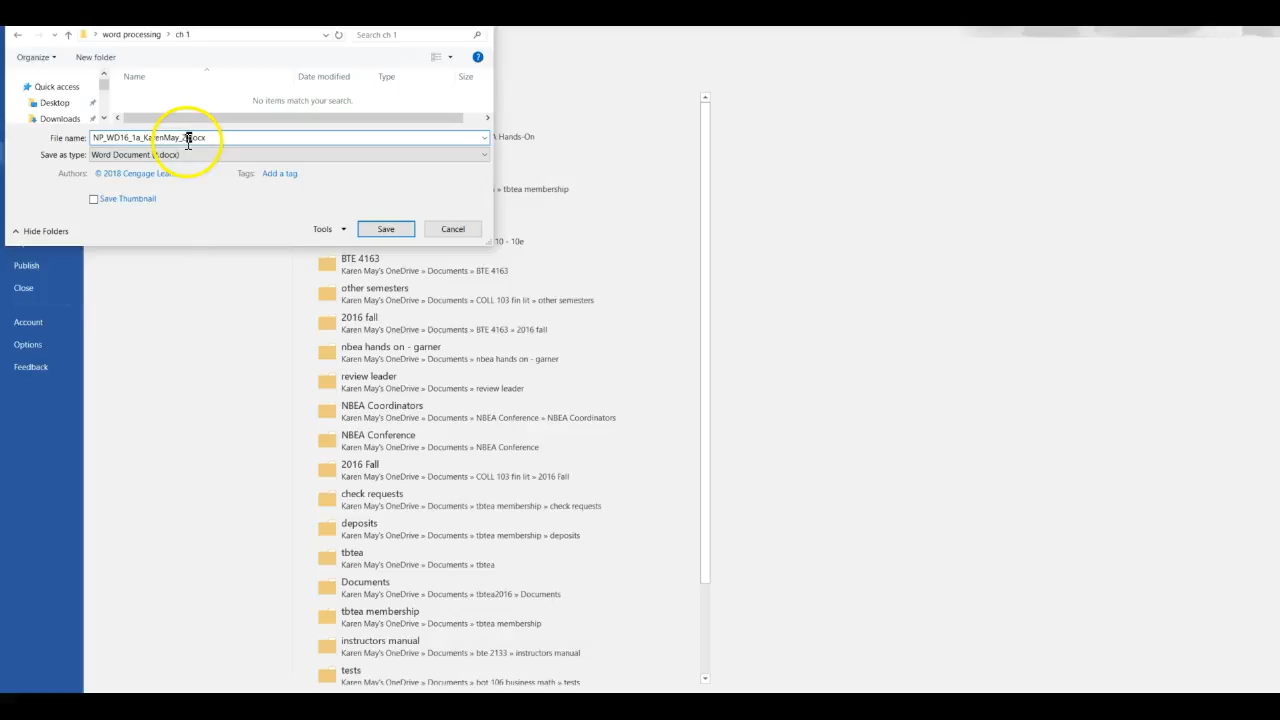 word processing ch 1 Search ch 1
Organize New folder
Name Date modified Type Size
Quick access
No items match your search.
Desktop
Downloads
File name: NP_WD16_1a_KarenMay_2.docx
A Hands-On
Save as type: Word Document (*.docx)
Authors: © 2018 Cengage Tags: Add a tag
» tbtea membership
Save Thumbnail
Hide Folders Tools Save Cancel
10 - 10e
BTE 4163
Publish
Karen May's OneDrive » Documents » BTE 4163
Close
other semesters
Karen May's OneDrive » Documents » COLL 103 fin lit » other semesters
2016 fall
Account
Karen May's OneDrive » Documents » BTE 4163 » 2016 fall
Options
nbea hands on - garner
Karen May's OneDrive » Documents » nbea hands on - garner
Feedback
review leader
Karen May's OneDrive » Documents » review leader
NBEA Coordinators
Karen May's OneDrive » Documents » NBEA Conference » NBEA Coordinators
NBEA Conference
Karen May's OneDrive » Documents » NBEA Conference
2016 Fall
Karen May's OneDrive » Documents » COLL 103 fin lit » 2016 Fall
check requests
Karen May's OneDrive » Documents » tbtea membership » check requests
deposits
Karen May's OneDrive » Documents » tbtea membership » deposits
tbtea
Karen May's OneDrive » Documents » tbtea
Documents
Karen May's OneDrive » Documents » tbtea2016 » Documents
tbtea membership
Karen May's OneDrive » Documents » tbtea membership
instructors manual
Karen May's OneDrive » Documents » bte 2133 » instructors manual
tests
Karen May's OneDrive » Documents » bot 106 business math » tests